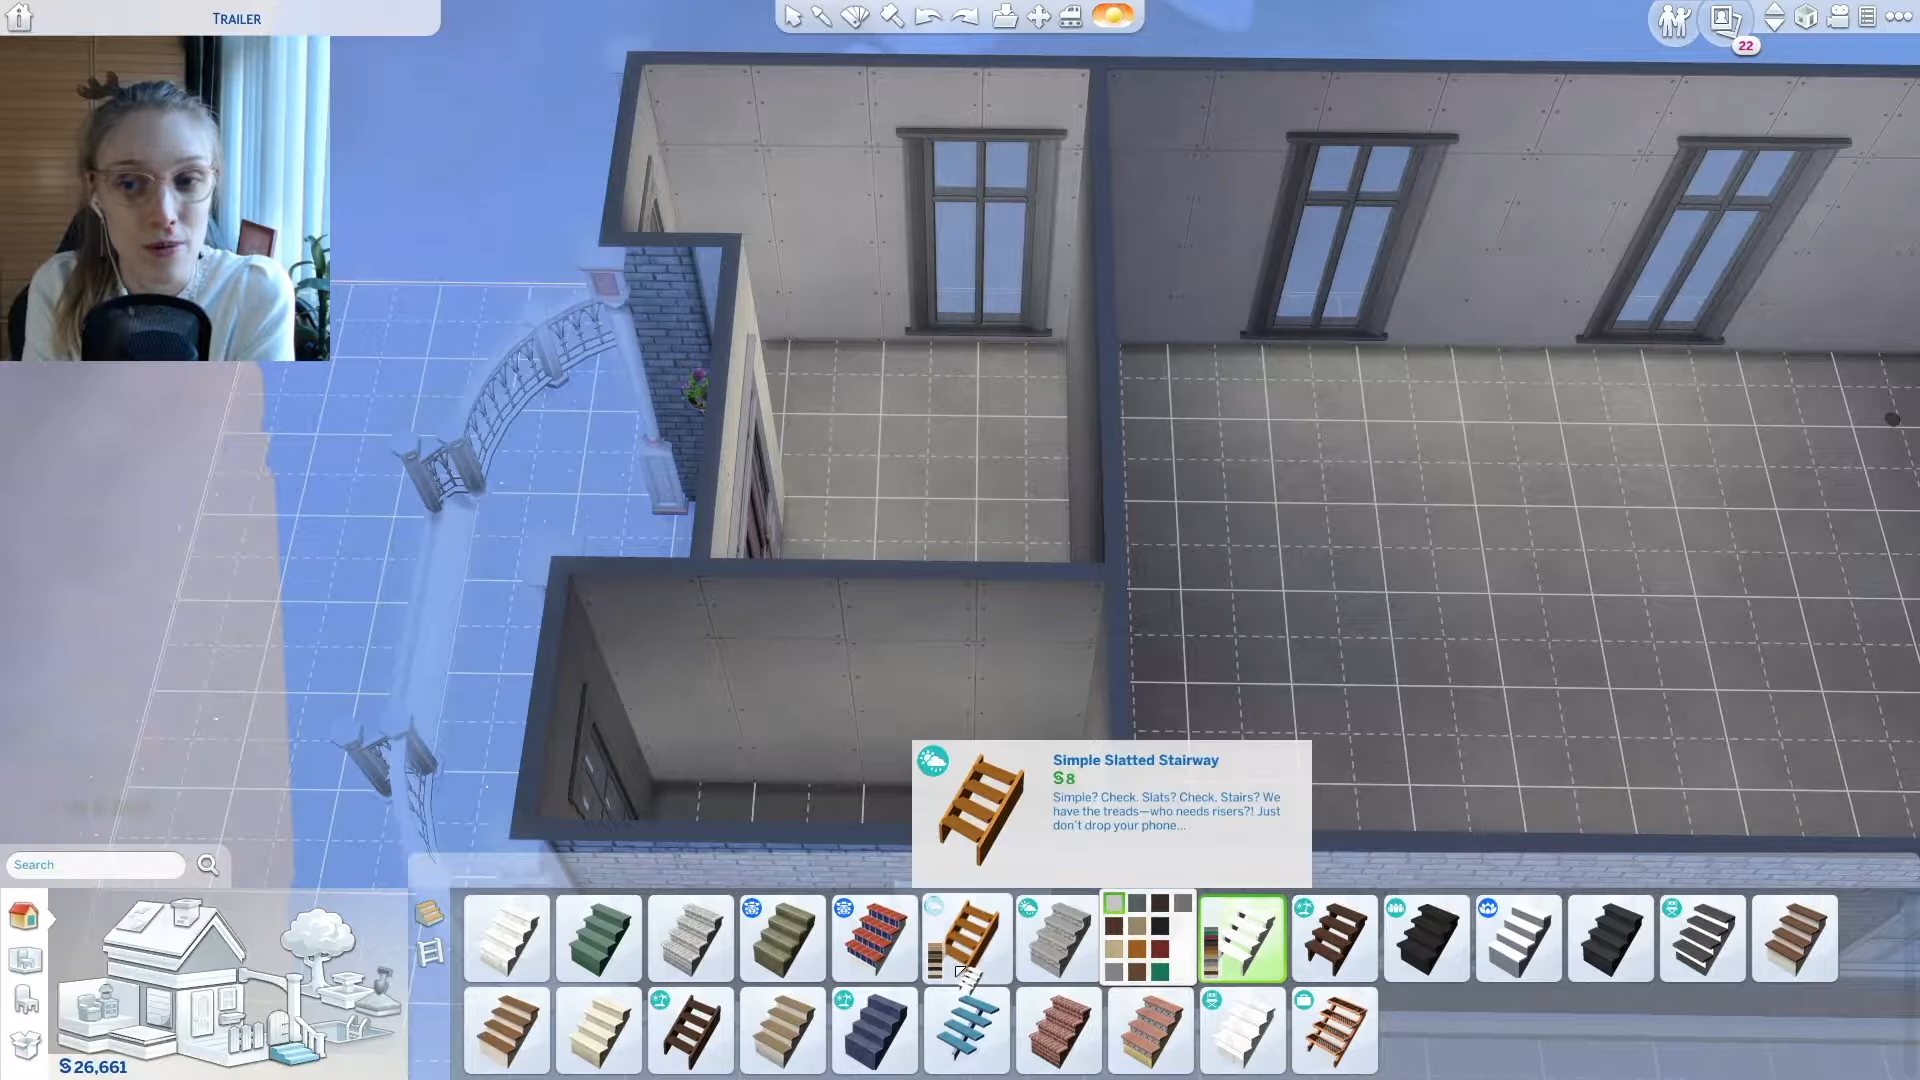 TRAILER
22
Simple Slatted Stairway
§8
Simple? Check. Slats? Check. Stairs? We
have the treads—who needs risers?! Just
don't drop your phone...
Search
§26,661